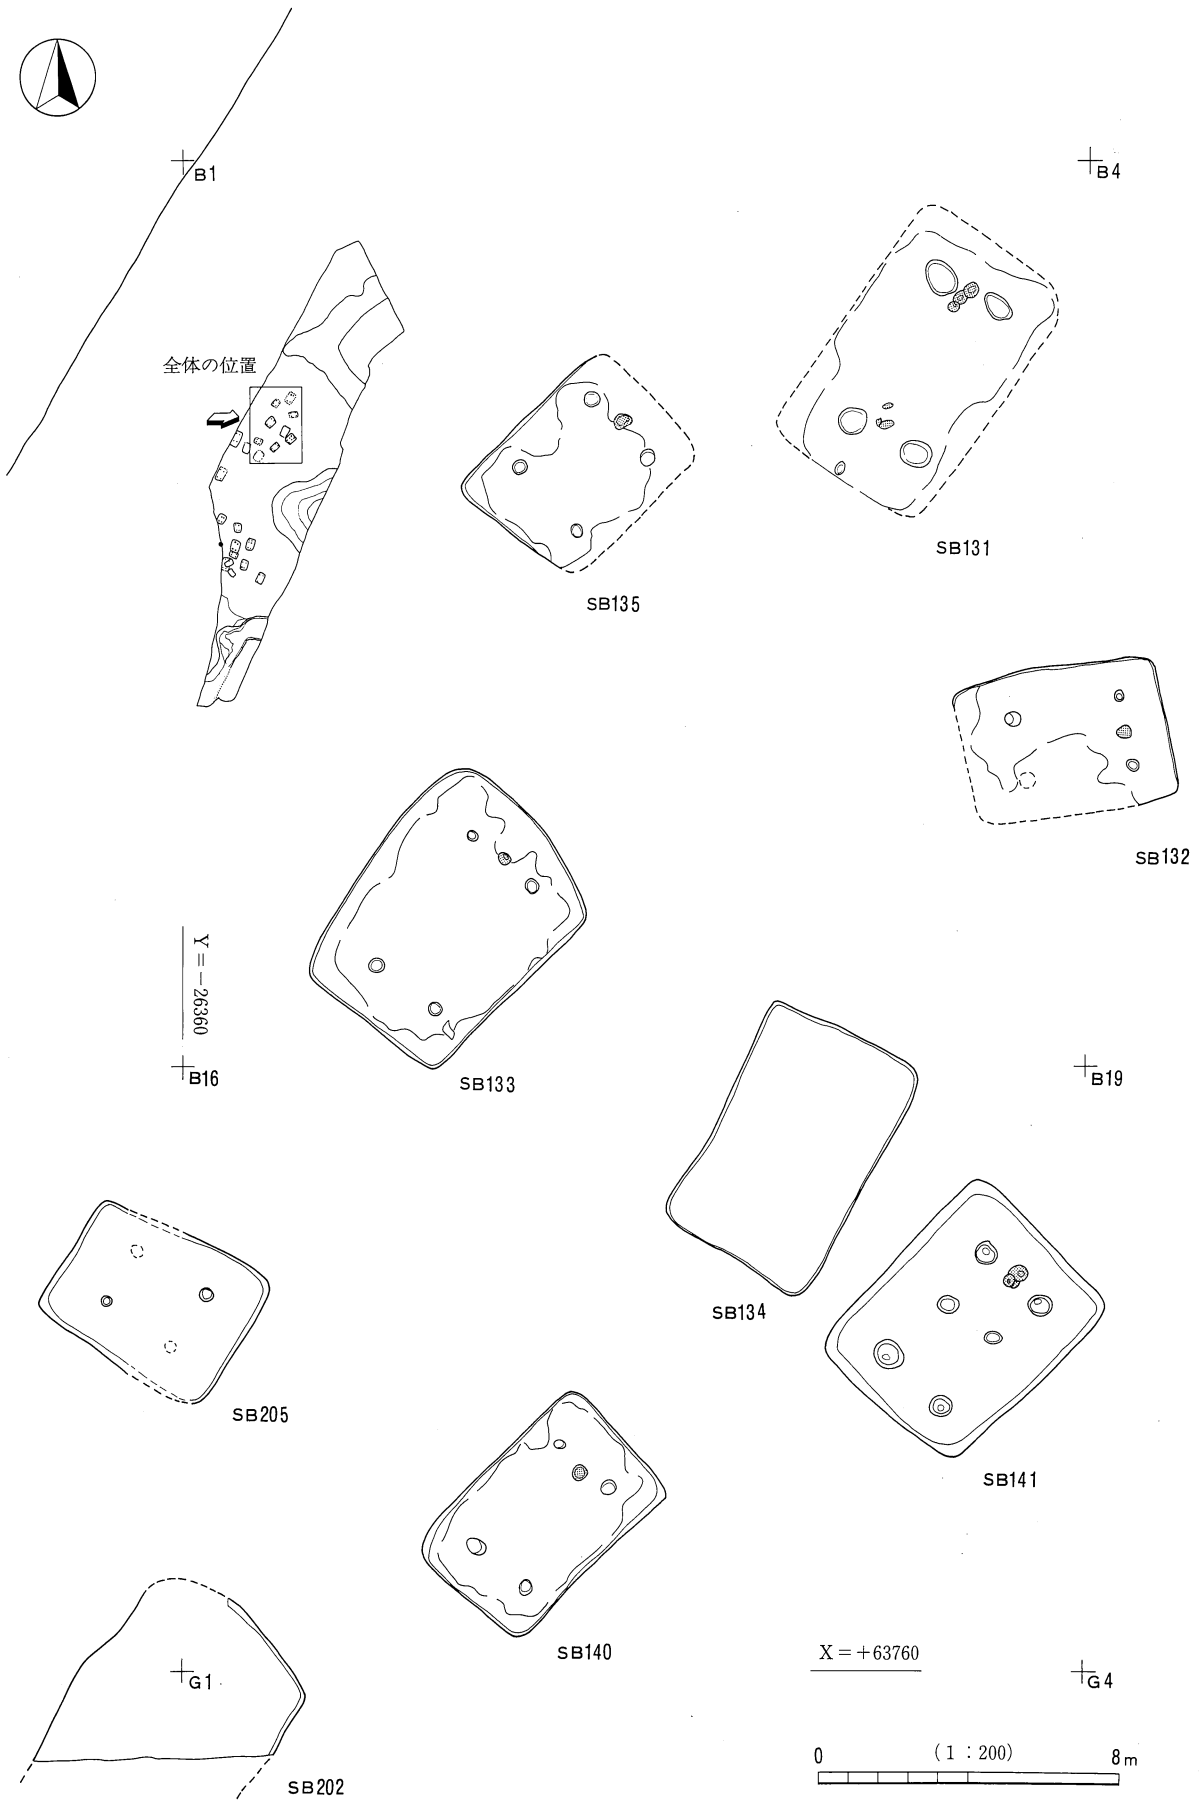 B1
B4
全体の位置
SB131
SB135
SB132
Y=−26360
B16
SB133
B19
SB134
SB205
SB141
SB140
X=+63760
G1
G4
0 (1:200) 8m
SB202